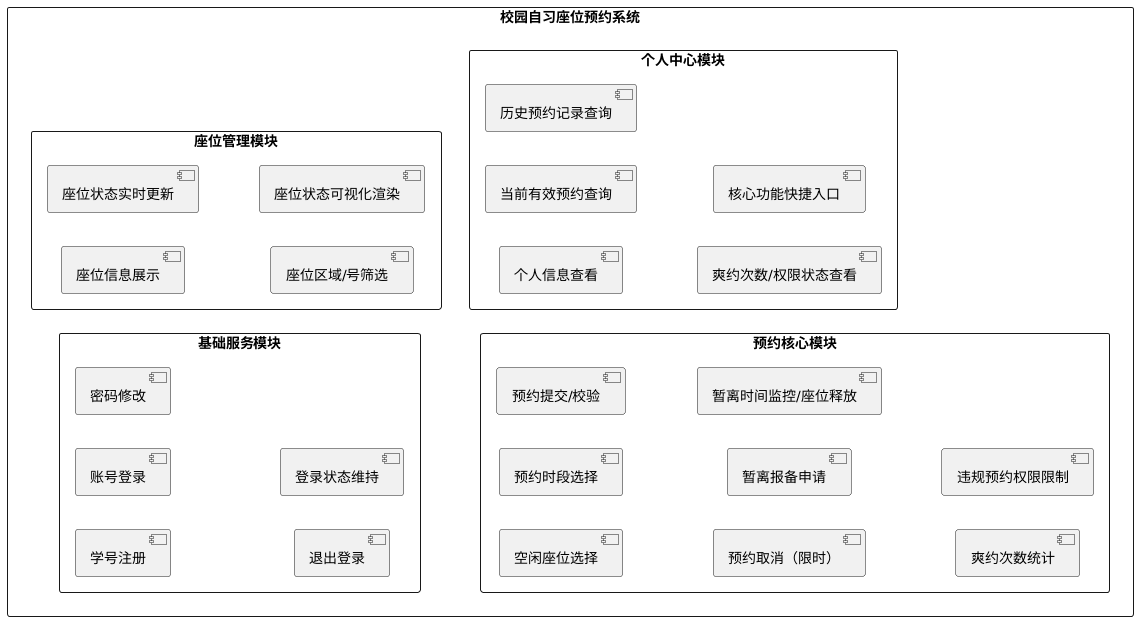 校园自习座位预约系统
个人中心模块
历史预约记录查询
当前有效预约查询
核心功能快捷入口
个人信息查看
爽约次数/权限状态查看
座位管理模块
座位状态实时更新
座位状态可视化渲染
座位信息展示
座位区域/号筛选
基础服务模块
密码修改
账号登录
登录状态维持
学号注册
退出登录
预约核心模块
预约提交/校验
暂离时间监控/座位释放
预约时段选择
暂离报备申请
违规预约权限限制
空闲座位选择
预约取消（限时）
爽约次数统计